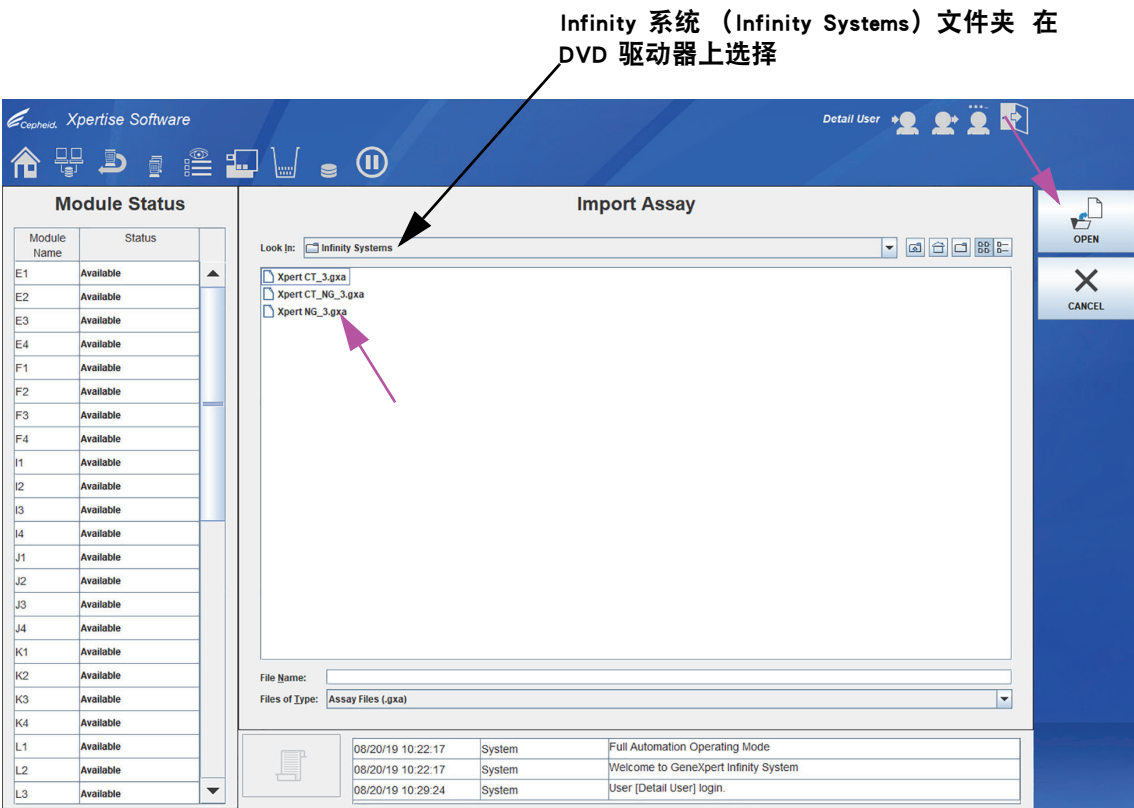 Infinity 系统 （Infinity Systems）文件夹 在
DVD 驱动器上选择
Cepheid. Xpertise Software
Detail User
Module Status
Module Name Status
E1 Available
E2 Available
E3 Available
E4 Available
F1 Available
F2 Available
F3 Available
F4 Available
I1 Available
I2 Available
I3 Available
I4 Available
J1 Available
J2 Available
J3 Available
J4 Available
K1 Available
K2 Available
K3 Available
K4 Available
L1 Available
L2 Available
L3 Available
Import Assay
Look In: Infinity Systems
Xpert CT_3.gxa
Xpert CT_NG_3.gxa
Xpert NG_3.gxa
File Name:
Files of Type: Assay Files (.gxa)
08/20/19 10:22:17 System Full Automation Operating Mode
08/20/19 10:22:17 System Welcome to GeneXpert Infinity System
08/20/19 10:29:24 System User [Detail User] login.
OPEN
CANCEL